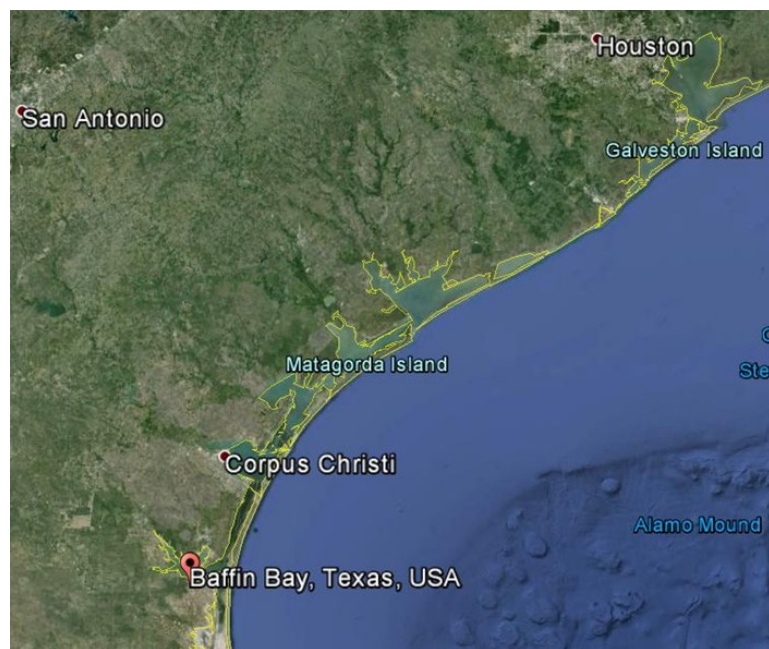 Houston
San Antonio
Galveston Island
Matagorda Island
Corpus Christi
Alamo Mound
Baffin Bay, Texas, USA